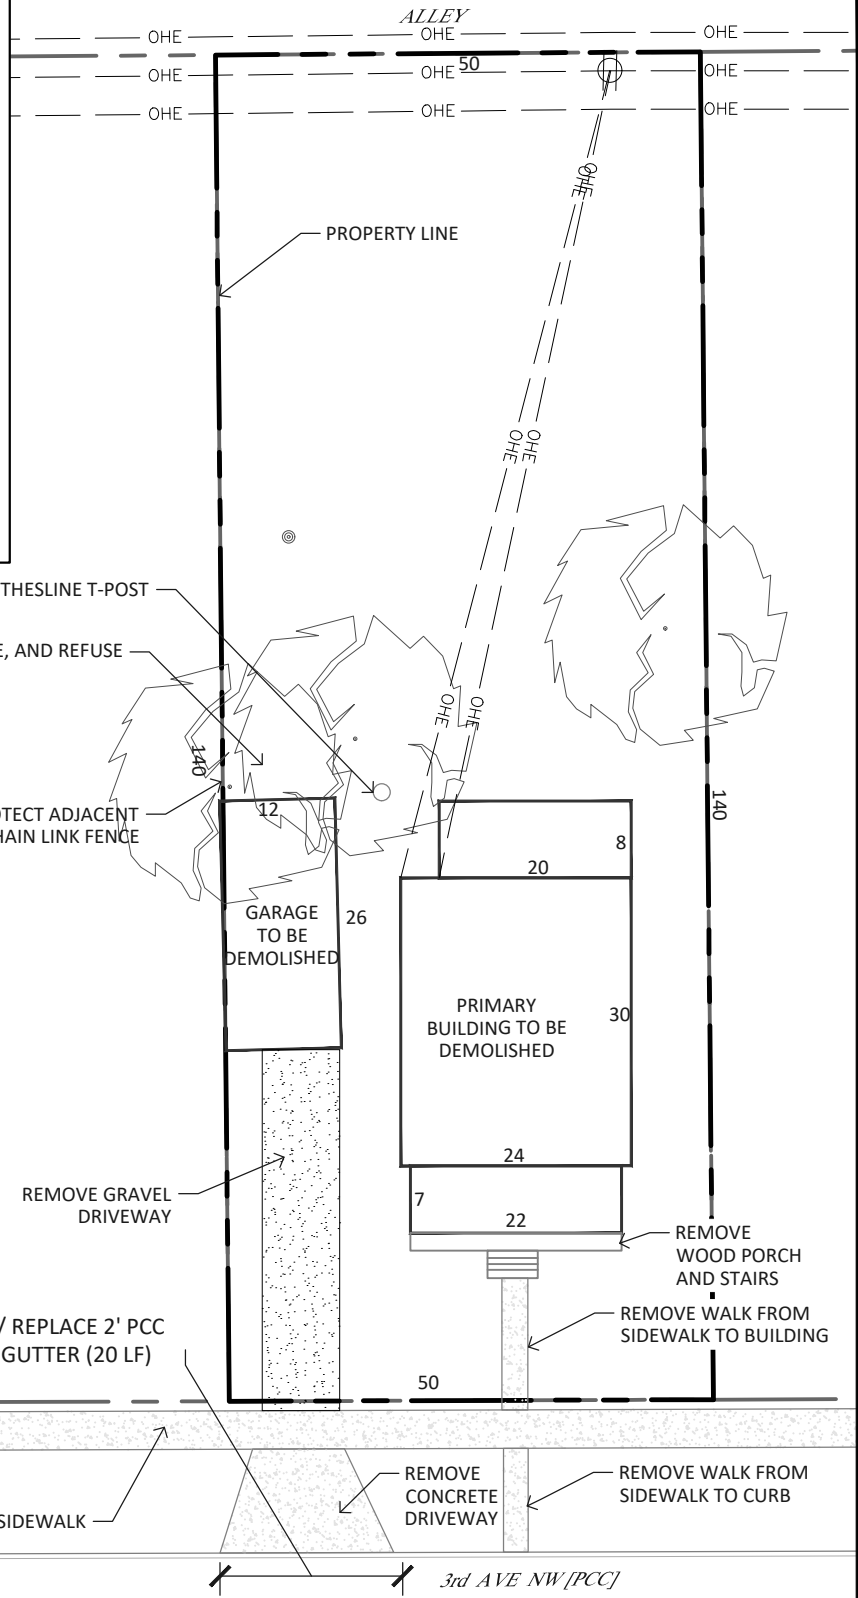 ALLEY
OHE OHE OHE
50
OHE OHE OHE
OHE OHE OHE
OHE
OHE
PROPERTY LINE
OHE
OHE
THESLINE T-POST
E, AND REFUSE
OHE
OHE
140
140
OTECT ADJACENT
HAIN LINK FENCE
12
8
20
26
GARAGE
TO BE
DEMOLISHED
30
PRIMARY
BUILDING TO BE
DEMOLISHED
24
REMOVE GRAVEL
DRIVEWAY
7
22
REMOVE
WOOD PORCH
AND STAIRS
REMOVE WALK FROM
SIDEWALK TO BUILDING
/ REPLACE 2' PCC
GUTTER (20 LF)
50
REMOVE
CONCRETE
DRIVEWAY
REMOVE WALK FROM
SIDEWALK TO CURB
SIDEWALK
3rd AVE NW [PCC]